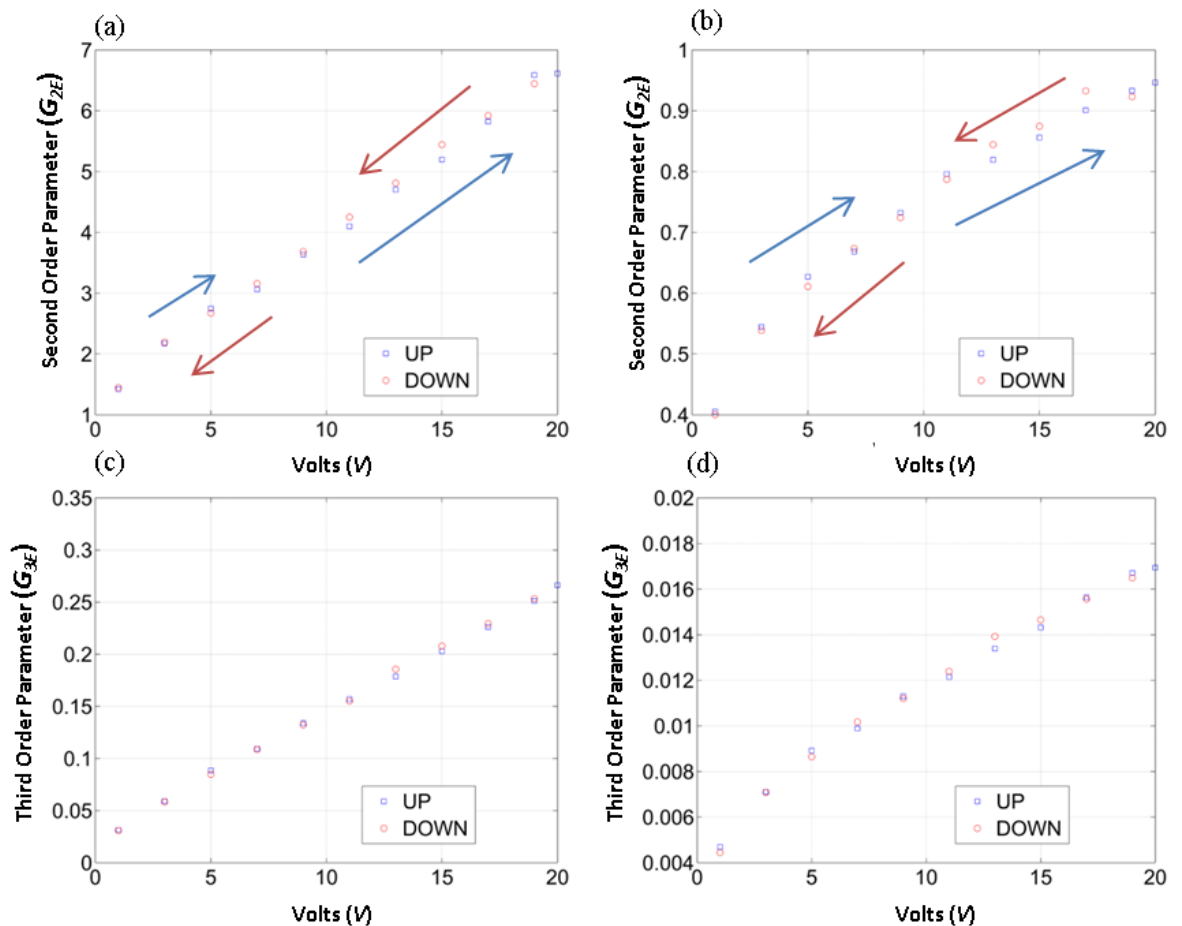 (a)
7
6
5
4
3
2
1
Second Order Parameter (G2E)
0
5
10
15
20
Volts (V)
UP
DOWN
(b)
1
0.9
0.8
0.7
0.6
0.5
0.4
Second Order Parameter (G2E)
0
5
10
15
20
Volts (V)
UP
DOWN
(c)
0.35
0.3
0.25
0.2
0.15
0.1
0.05
0
Third Order Parameter (G3E)
0
5
10
15
20
Volts (V)
UP
DOWN
(d)
0.02
0.018
0.016
0.014
0.012
0.01
0.008
0.006
0.004
Third Order Parameter (G3E)
0
5
10
15
20
Volts (V)
UP
DOWN